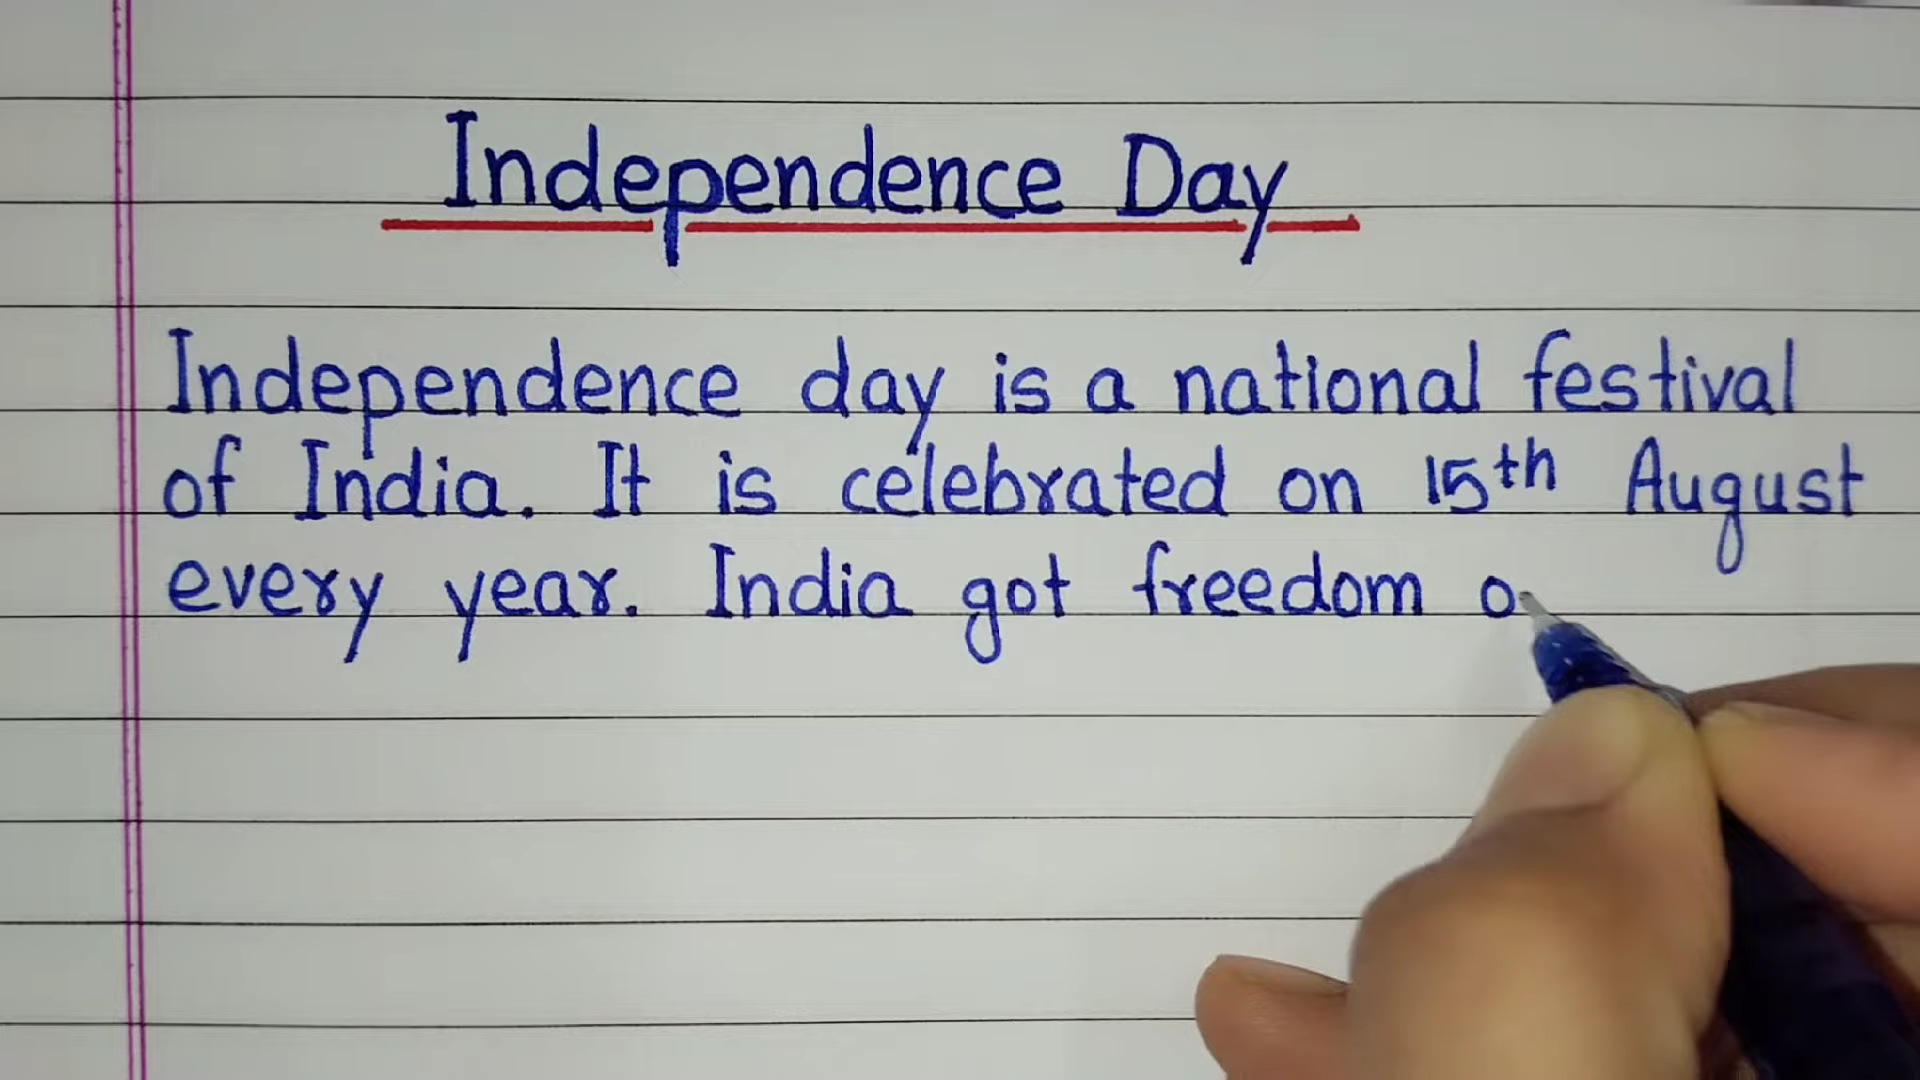 Independence Day
Independence day is a national festival
of India. It is celebrated on 15th August
every year. India got freedom o